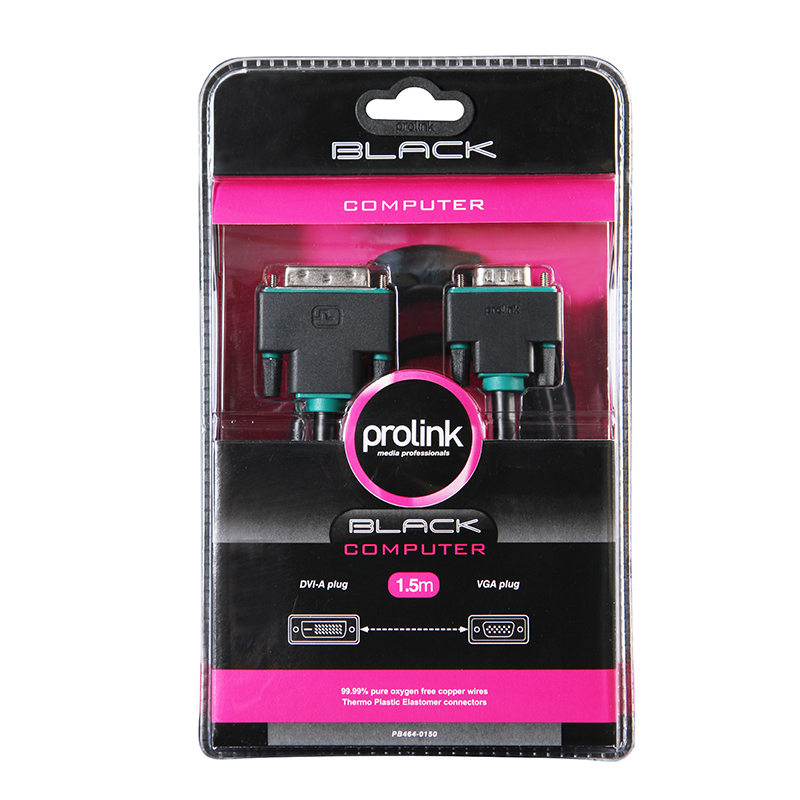 prolink
BLACK
COMPUTER
prolink
prolink
media professionals
BLACK
COMPUTER
DVI-A plug
1.5m
VGA plug
99.99% pure oxygen free copper wires
Thermo Plastic Elastomer connectors
PB464-0150